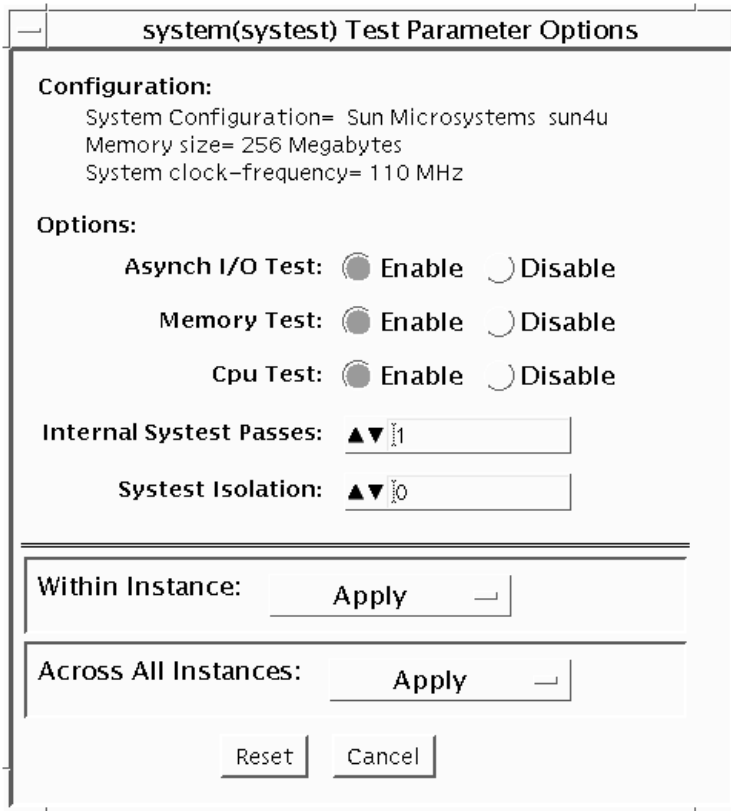 system(systest) Test Parameter Options
Configuration:
System Configuration= Sun Microsystems sun4u
Memory size= 256 Megabytes
System clock-frequency= 110 MHz
Options:
Asynch I/O Test: Enable Disable
Memory Test: Enable Disable
Cpu Test: Enable Disable
Internal Systest Passes: ▲▼ 1
Systest Isolation: ▲▼ 0
Within Instance: Apply
Across All Instances: Apply
Reset Cancel